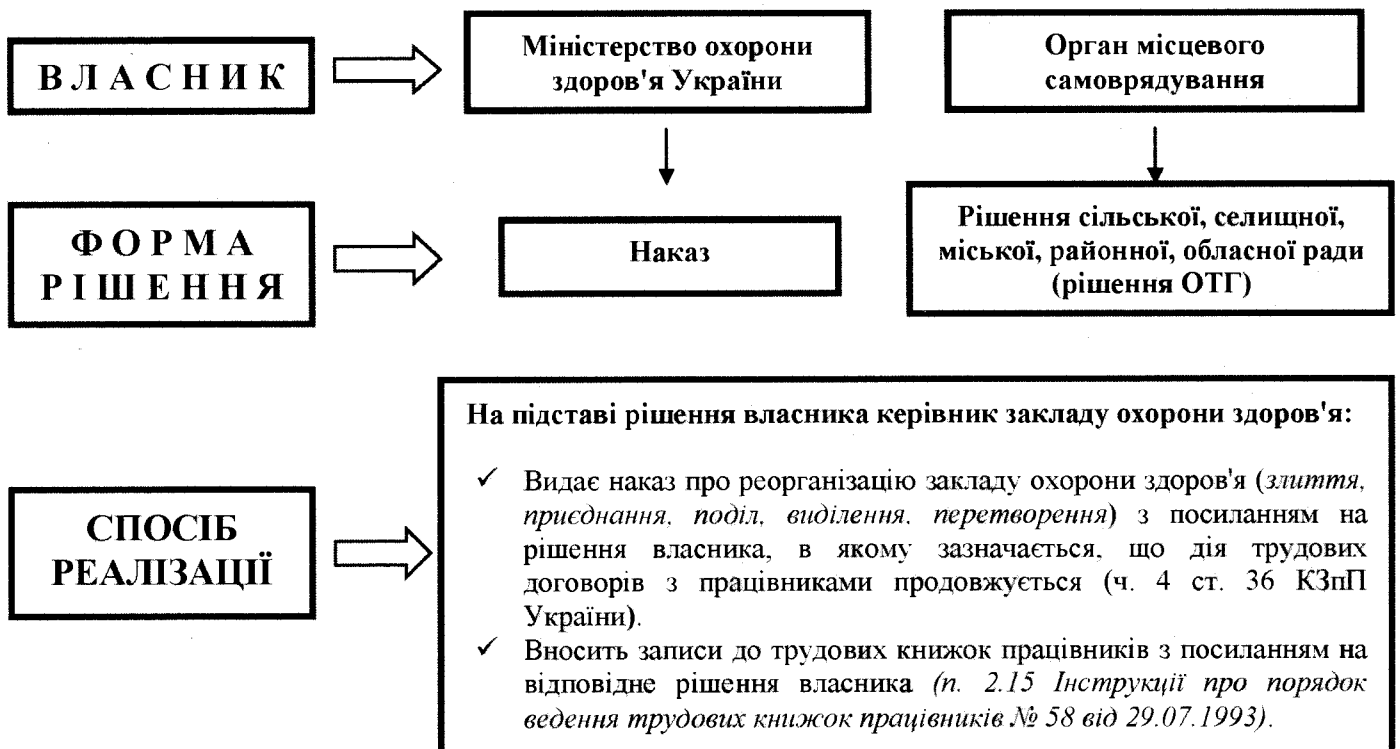 ВЛАСНИК
Міністерство охорони
здоров'я України
Орган місцевого
самоврядування
ФОРМА
РІШЕННЯ
Наказ
Рішення сільської, селищної,
міської, районної, обласної ради
(рішення ОТГ)
СПОСІБ
РЕАЛІЗАЦІЇ
На підставі рішення власника керівник закладу охорони здоров'я:
✓ Видає наказ про реорганізацію закладу охорони здоров'я (злиття,
приєднання, поділ, виділення, перетворення) з посиланням на
рішення власника, в якому зазначається, що дія трудових
договорів з працівниками продовжується (ч. 4 ст. 36 КЗпП
України).
✓ Вносить записи до трудових книжок працівників з посиланням на
відповідне рішення власника (п. 2.15 Інструкції про порядок
ведення трудових книжок працівників № 58 від 29.07.1993).